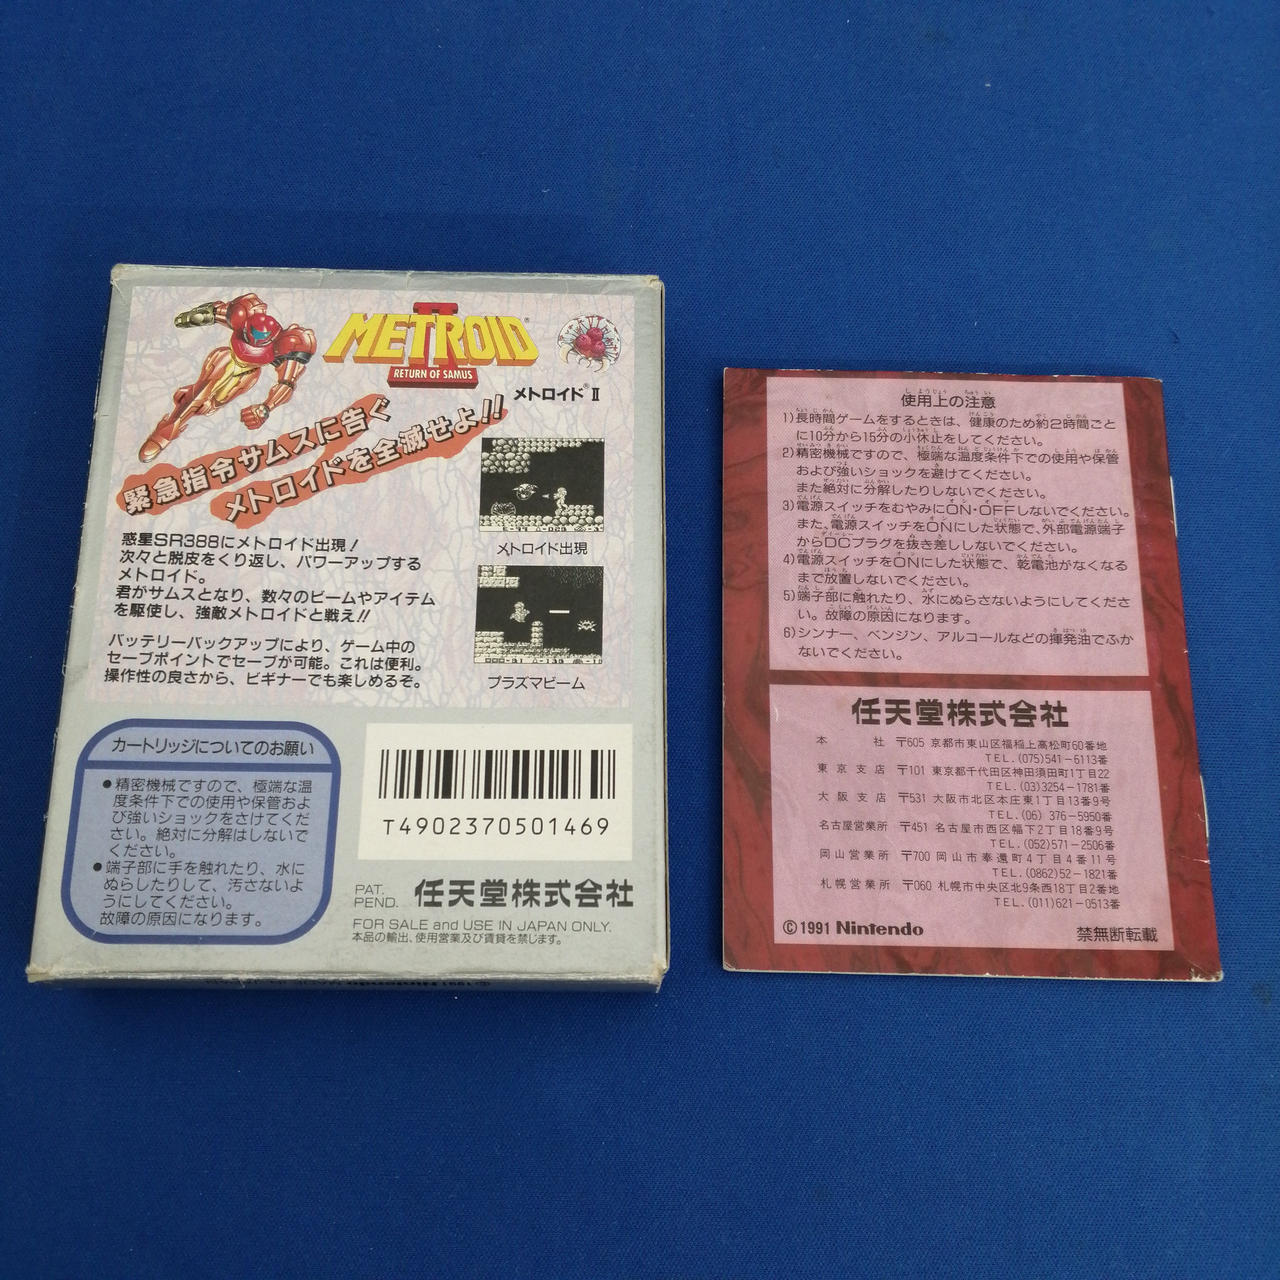 METROID®
II
RETURN OF SAMUS
メトロイド®II
緊急指令サムスに告ぐ
メトロイドを全滅せよ!!
惑星SR388にメトロイド出現!
次々と脱皮をくり返し、パワーアップする
メトロイド。
君がサムスとなり、数々のビームやアイテム
を駆使し、強敵メトロイドと戦え!!
バッテリーバックアップにより、ゲーム中の
セーブポイントでセーブが可能。これは便利。
操作性の良さから、ビギナーでも楽しめるぞ。
メトロイド出現
プラズマビーム
カートリッジについてのお願い
●精密機械ですので、極端な温
度条件下での使用や保管およ
び強いショックをさけてくだ
さい。絶対に分解はしないで
ください。
●端子部に手を触れたり、水に
ぬらしたりして、汚さないよ
うにしてください。
故障の原因になります。
T4902370501469
PAT.
PEND.
任天堂株式会社
FOR SALE and USE IN JAPAN ONLY.
本品の輸出、使用営業及び賃貸を禁じます。
©1991 Nintendo MADE IN JAPAN
使用上の注意
1)長時間ゲームをするときは、健康のため約2時間ごと
に10分から15分の小休止をしてください。
2)精密機械ですので、極端な温度条件下での使用や保管
および強いショックを避けてください。
また絶対に分解したりしないでください。
3)電源スイッチをむやみにON・OFFしないでください。
また、電源スイッチをONにした状態で、外部電源端子
からDCプラグを抜き差ししないでください。
4)電源スイッチをONにした状態で、乾電池がなくなる
まで放置しないでください。
5)端子部に触れたり、水にぬらさないようにしてくださ
い。故障の原因になります。
6)シンナー、ベンジン、アルコールなどの揮発油でふか
ないでください。
任天堂株式会社
本社 〒605 京都市東山区福稲上高松町60番地
TEL.(075)541-6113番
東京支店 〒101 東京都千代田区神田須田町1丁目22
TEL.(03)3254-1781番
大阪支店 〒531 大阪市北区本庄東1丁目13番9号
TEL.(06)376-5950番
名古屋営業所 〒451 名古屋市西区幅下2丁目18番9号
TEL.(052)571-2506番
岡山営業所 〒700 岡山市奉還町4丁目4番11号
TEL.(0862)52-1821番
札幌営業所 〒060 札幌市中央区北9条西18丁目2番地
TEL.(011)621-0513番
©1991 Nintendo
禁無断転載